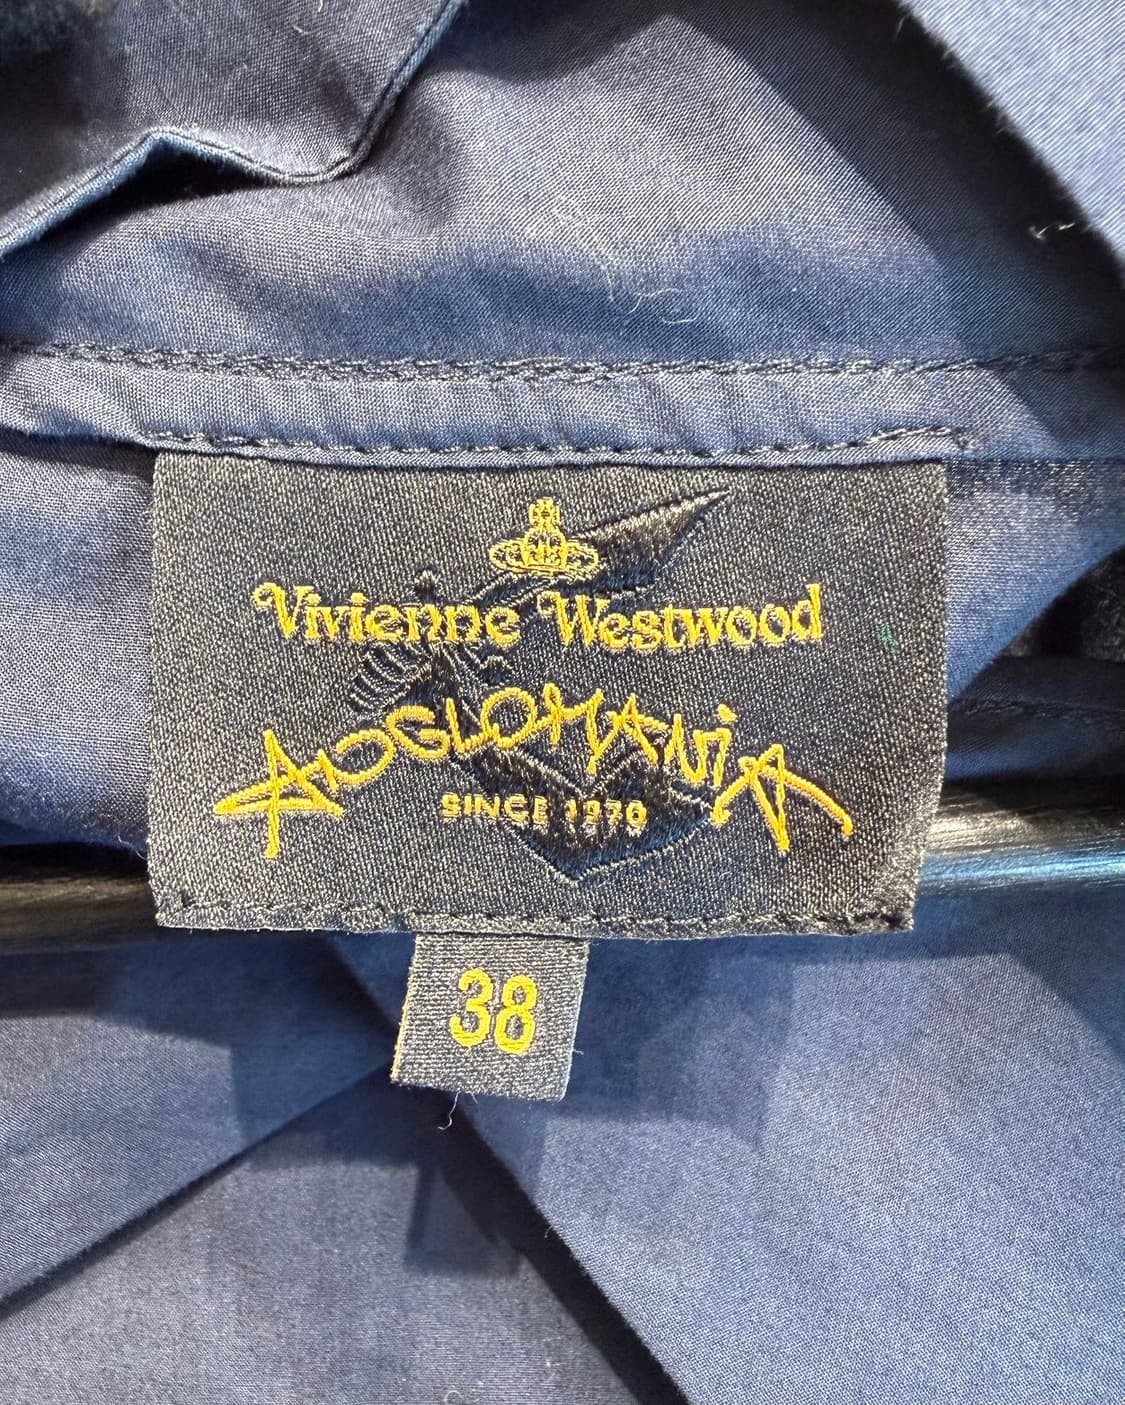 Vivienne Westwood
ANGLOMANIA
SINCE 1970
38